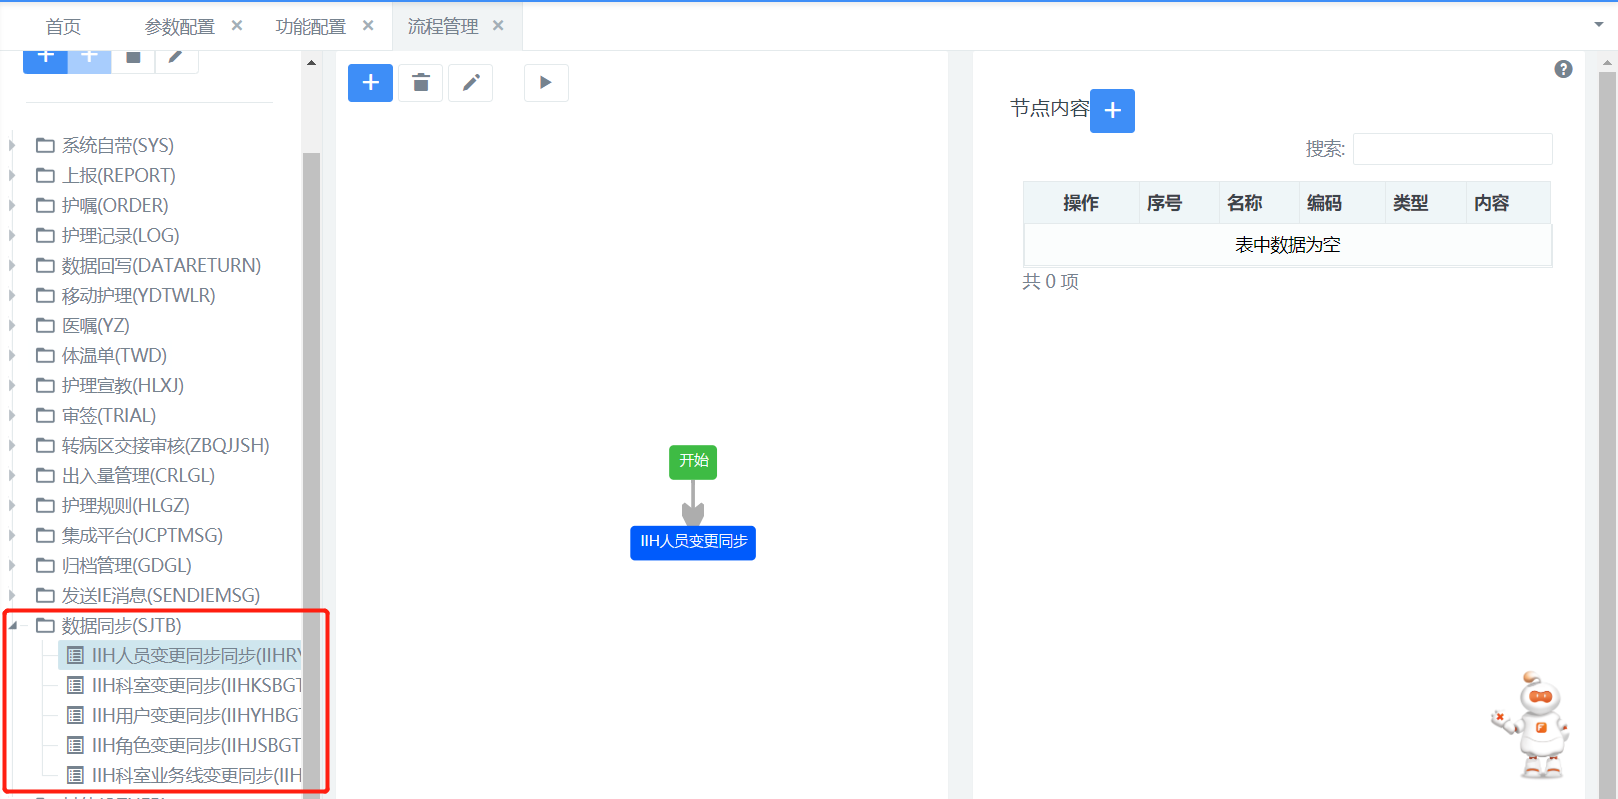 首页 参数配置 × 功能配置 × 流程管理 ×
系统自带(SYS)
上报(REPORT)
护嘱(ORDER)
护理记录(LOG)
数据回写(DATARETURN)
移动护理(YDTWLR)
医嘱(YZ)
体温单(TWD)
护理宣教(HLXJ)
审签(TRIAL)
转病区交接审核(ZBQJJSH)
出入量管理(CRLGL)
护理规则(HLGZ)
集成平台(JCPTMSG)
归档管理(GDGL)
发送IE消息(SENDIEMSG)
数据同步(SJTB)
IIH人员变更同步同步(IIHRY
IIH科室变更同步(IIHKSBGT
IIH用户变更同步(IIHYHBGT
IIH角色变更同步(IIHJSBGT
IIH科室业务线变更同步(IIH
开始
IIH人员变更同步
节点内容
搜索:
操作 序号 名称 编码 类型 内容
表中数据为空
共 0 项